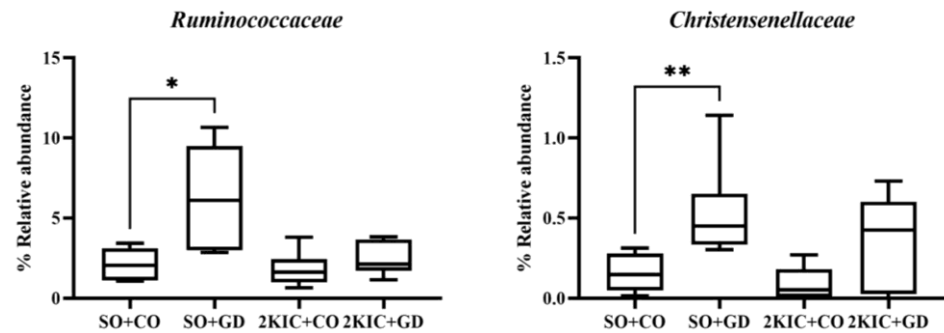 Ruminococcaceae
% Relative abundance
15
10
5
0
*
SO+CO SO+GD 2KIC+CO 2KIC+GD
Christensenellaceae
% Relative abundance
1.5
1.0
0.5
0.0
**
SO+CO SO+GD 2KIC+CO 2KIC+GD